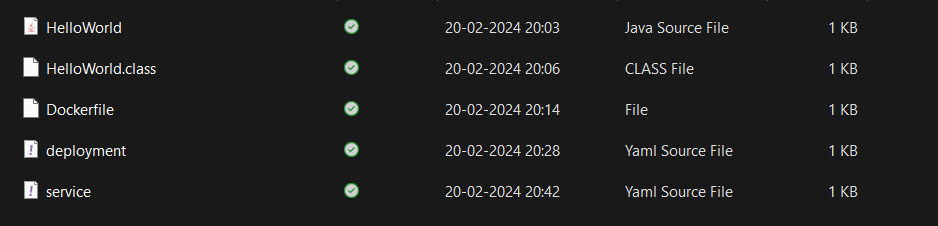 HelloWorld 20-02-2024 20:03 Java Source File 1 KB
HelloWorld.class 20-02-2024 20:06 CLASS File 1 KB
Dockerfile 20-02-2024 20:14 File 1 KB
deployment 20-02-2024 20:28 Yaml Source File 1 KB
service 20-02-2024 20:42 Yaml Source File 1 KB